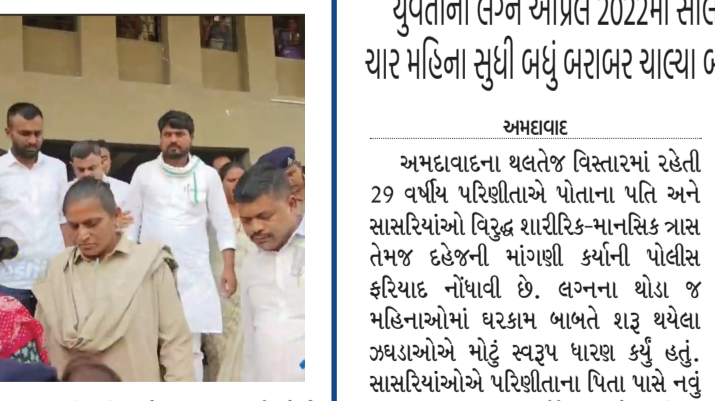 યુવતીના લગ્ન એપ્રિલ 2022માં
ચાર મહિના સુધી બધું બરાબર ચાલ્યા
અમદાવાદ
અમદાવાદના થલતેજ વિસ્તારમાં રહેતી
29 વર્ષીય પરિણીતાએ પોતાના પતિ અને
સાસરિયાંઓ વિરુદ્ધ શારીરિક-માનસિક ત્રાસ
તેમજ દહેજની માંગણી કર્યાની પોલીસ
ફરિયાદ નોંધાવી છે. લગ્નના થોડા જ
મહિનાઓમાં ઘરકામ બાબતે શરૂ થયેલા
ઝઘડાઓએ મોટું સ્વરૂપ ધારણ કર્યું હતું.
સાસરિયાંઓએ પરિણીતાના પિતા પાસે નવું